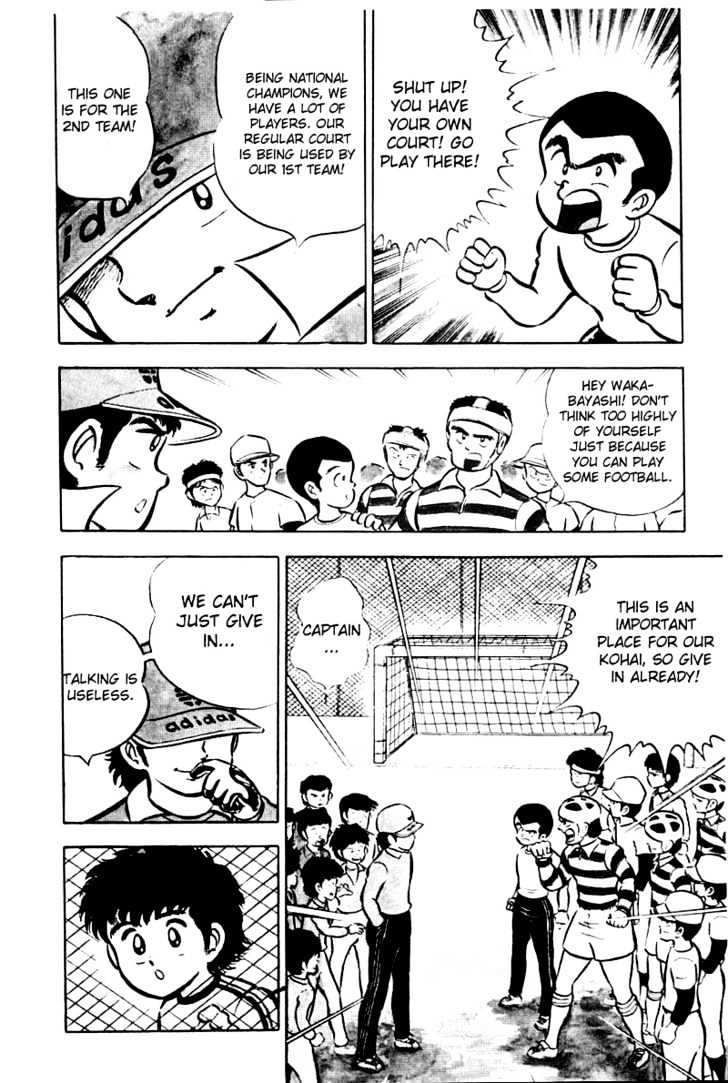 SHUT UP!
YOU HAVE
YOUR OWN
COURT! GO
PLAY THERE!
BEING NATIONAL
CHAMPIONS, WE
HAVE A LOT OF
PLAYERS. OUR
REGULAR COURT
IS BEING USED BY
OUR 1ST TEAM!
THIS ONE
IS FOR THE
2ND TEAM!
idas
HEY WAKA-
BAYASHI! DON'T
THINK TOO HIGHLY
OF YOURSELF
JUST BECAUSE
YOU CAN PLAY
SOME FOOTBALL.
THIS IS AN
IMPORTANT
PLACE FOR OUR
KOHAI, SO GIVE
IN ALREADY!
CAPTAIN
...
WE CAN'T
JUST GIVE
IN...
TALKING IS
USELESS.
adidas